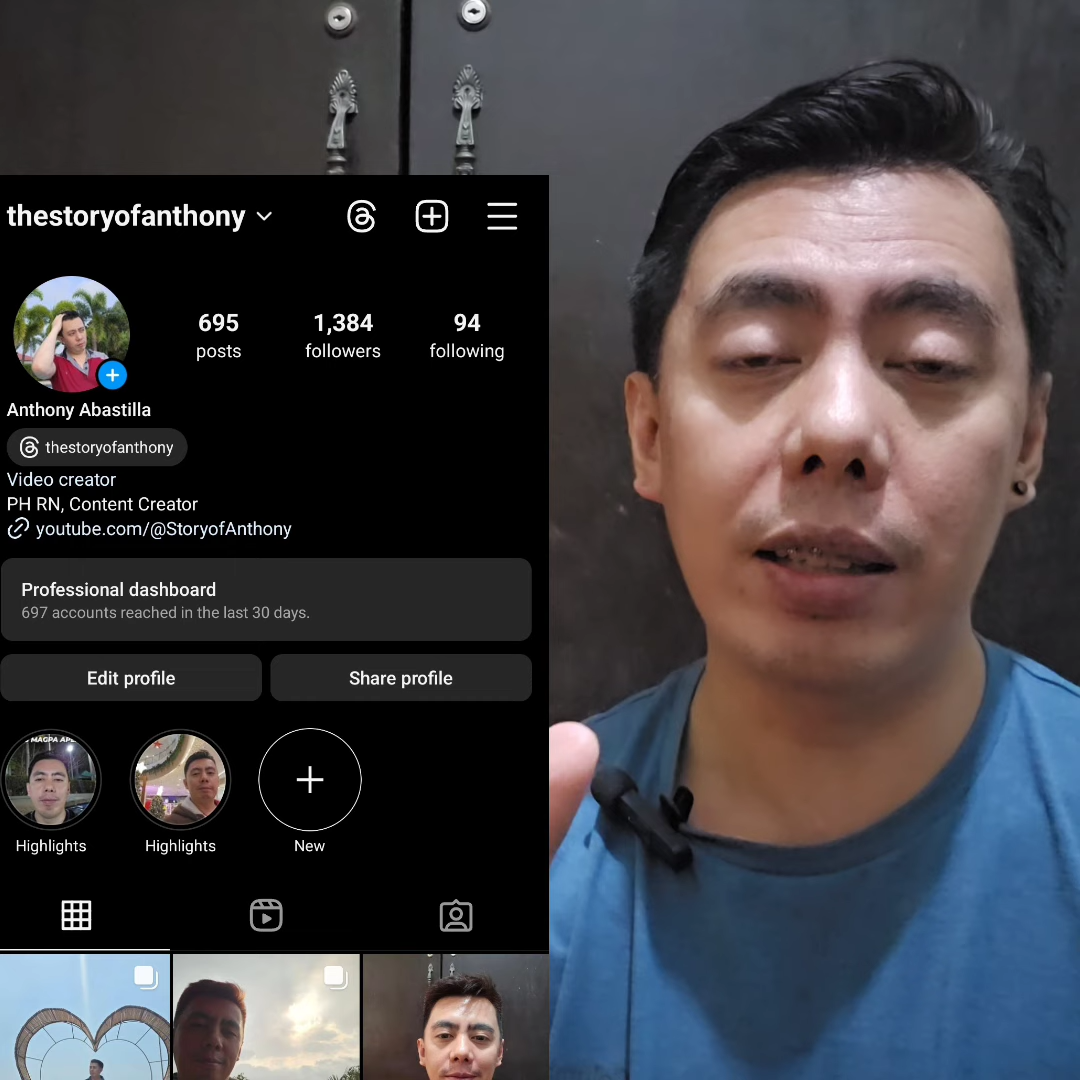 thestoryofanthony
695
posts
1,384
followers
94
following
Anthony Abastilla
thestoryofanthony
Video creator
PH RN, Content Creator
youtube.com/@StoryofAnthony
Professional dashboard
697 accounts reached in the last 30 days.
Edit profile
Share profile
MAGPA
Highlights
Highlights
New